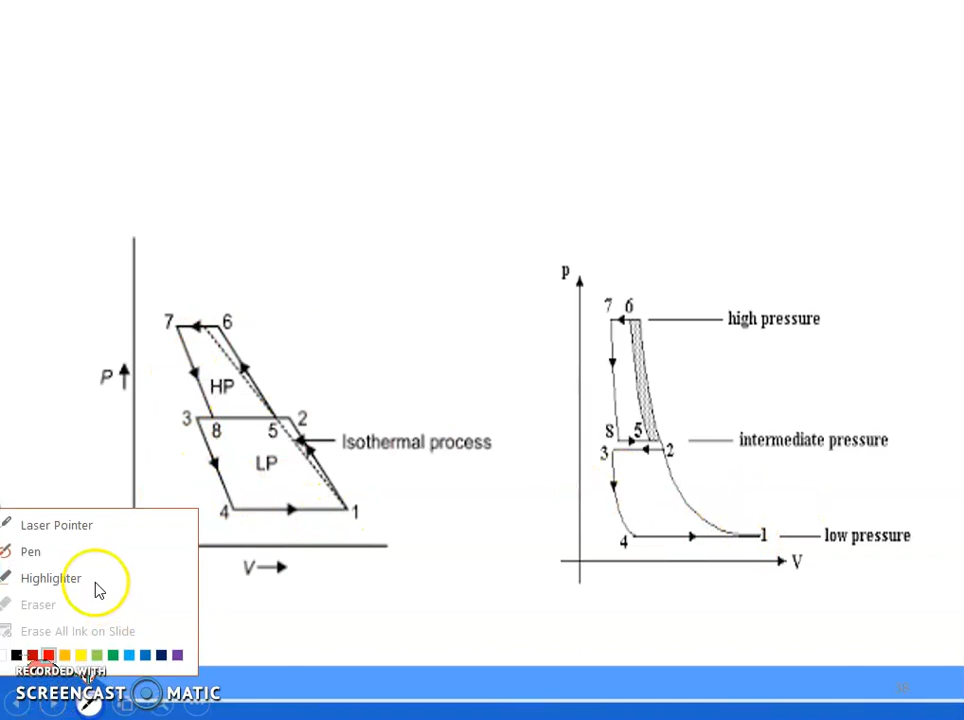 P
7
6
HP
3
8
5
2
Isothermal process
LP
4
1
V
p
7 6
high pressure
8 5
intermediate pressure
3
2
4
1
low pressure
V
Laser Pointer
Pen
Highlighter
Eraser
Erase All Ink on Slide
RECORDED WITH
SCREENCAST MATIC
16